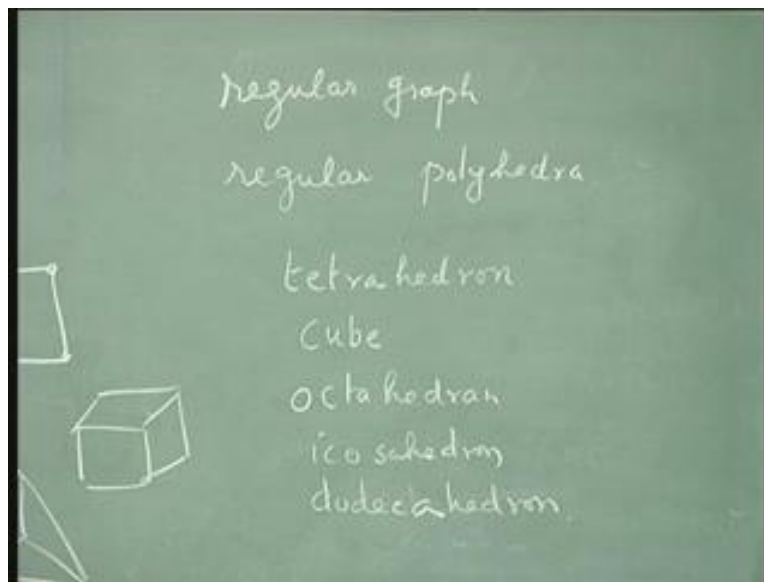 regular graph
regular polyhedra
tetrahedron
cube
octahedran
icosahedron
dudecahedron